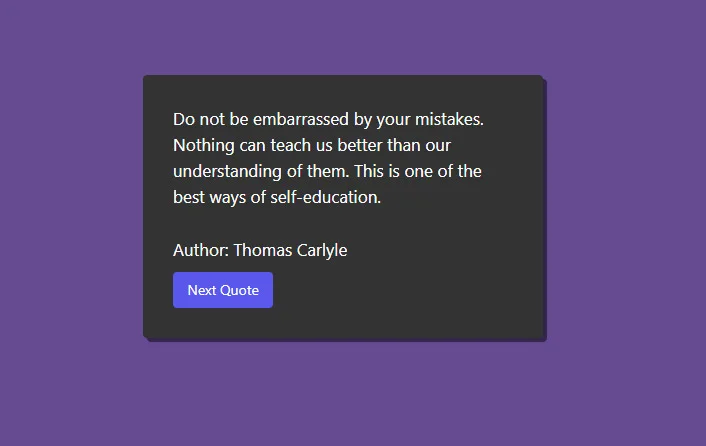 Do not be embarrassed by your mistakes.
Nothing can teach us better than our
understanding of them. This is one of the
best ways of self-education.
Author: Thomas Carlyle
Next Quote